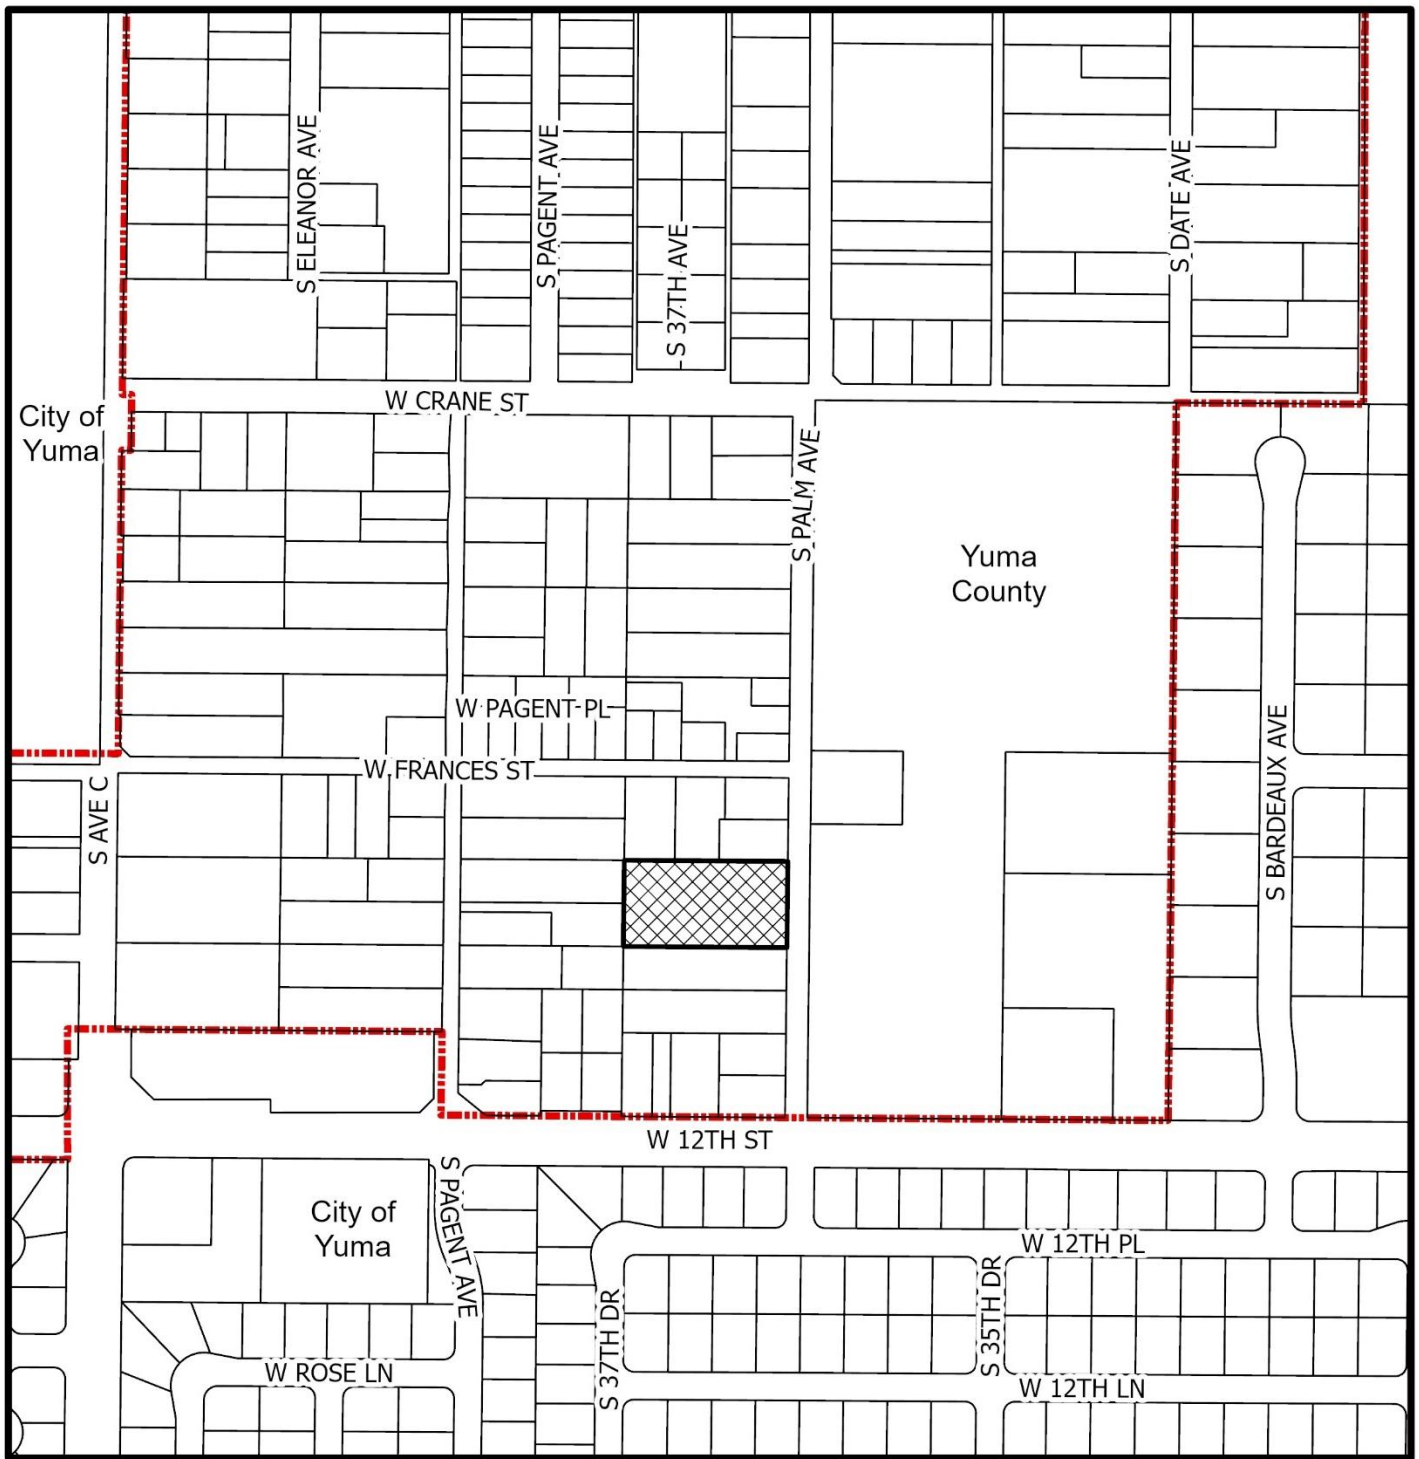 S ELEANOR AVE
S PAGENT AVE
S 37TH AVE
S DATE AVE
W CRANE ST
City of
Yuma
S PALM AVE
Yuma
County
W PAGENT PL
W FRANCES ST
S AVE C
S BARDEAUX AVE
W 12TH ST
S PAGENT AVE
City of
Yuma
W 12TH PL
S 37TH DR
S 35TH DR
W ROSE LN
W 12TH LN